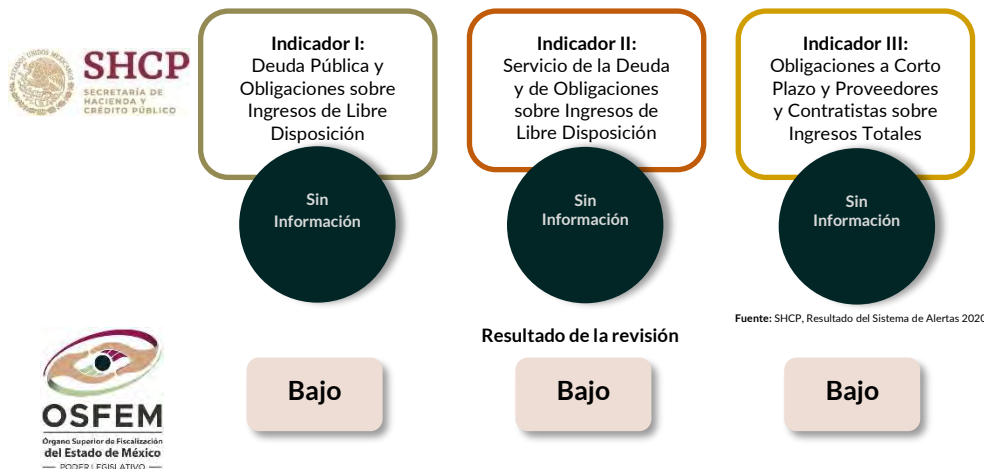 SHCP
SECRETARÍA DE
HACIENDA Y
CRÉDITO PÚBLICO
ESTADOS UNIDOS MEXICANOS
Indicador I:
Deuda Pública y
Obligaciones sobre
Ingresos de Libre
Disposición
Sin
Información
Indicador II:
Servicio de la Deuda
y de Obligaciones
sobre Ingresos de
Libre Disposición
Sin
Información
Indicador III:
Obligaciones a Corto
Plazo y Proveedores
y Contratistas sobre
Ingresos Totales
Sin
Información
Fuente: SHCP, Resultado del Sistema de Alertas 2020
Resultado de la revisión
OSFEM
Órgano Superior de Fiscalización
del Estado de México
PODER LEGISLATIVO
Bajo
Bajo
Bajo